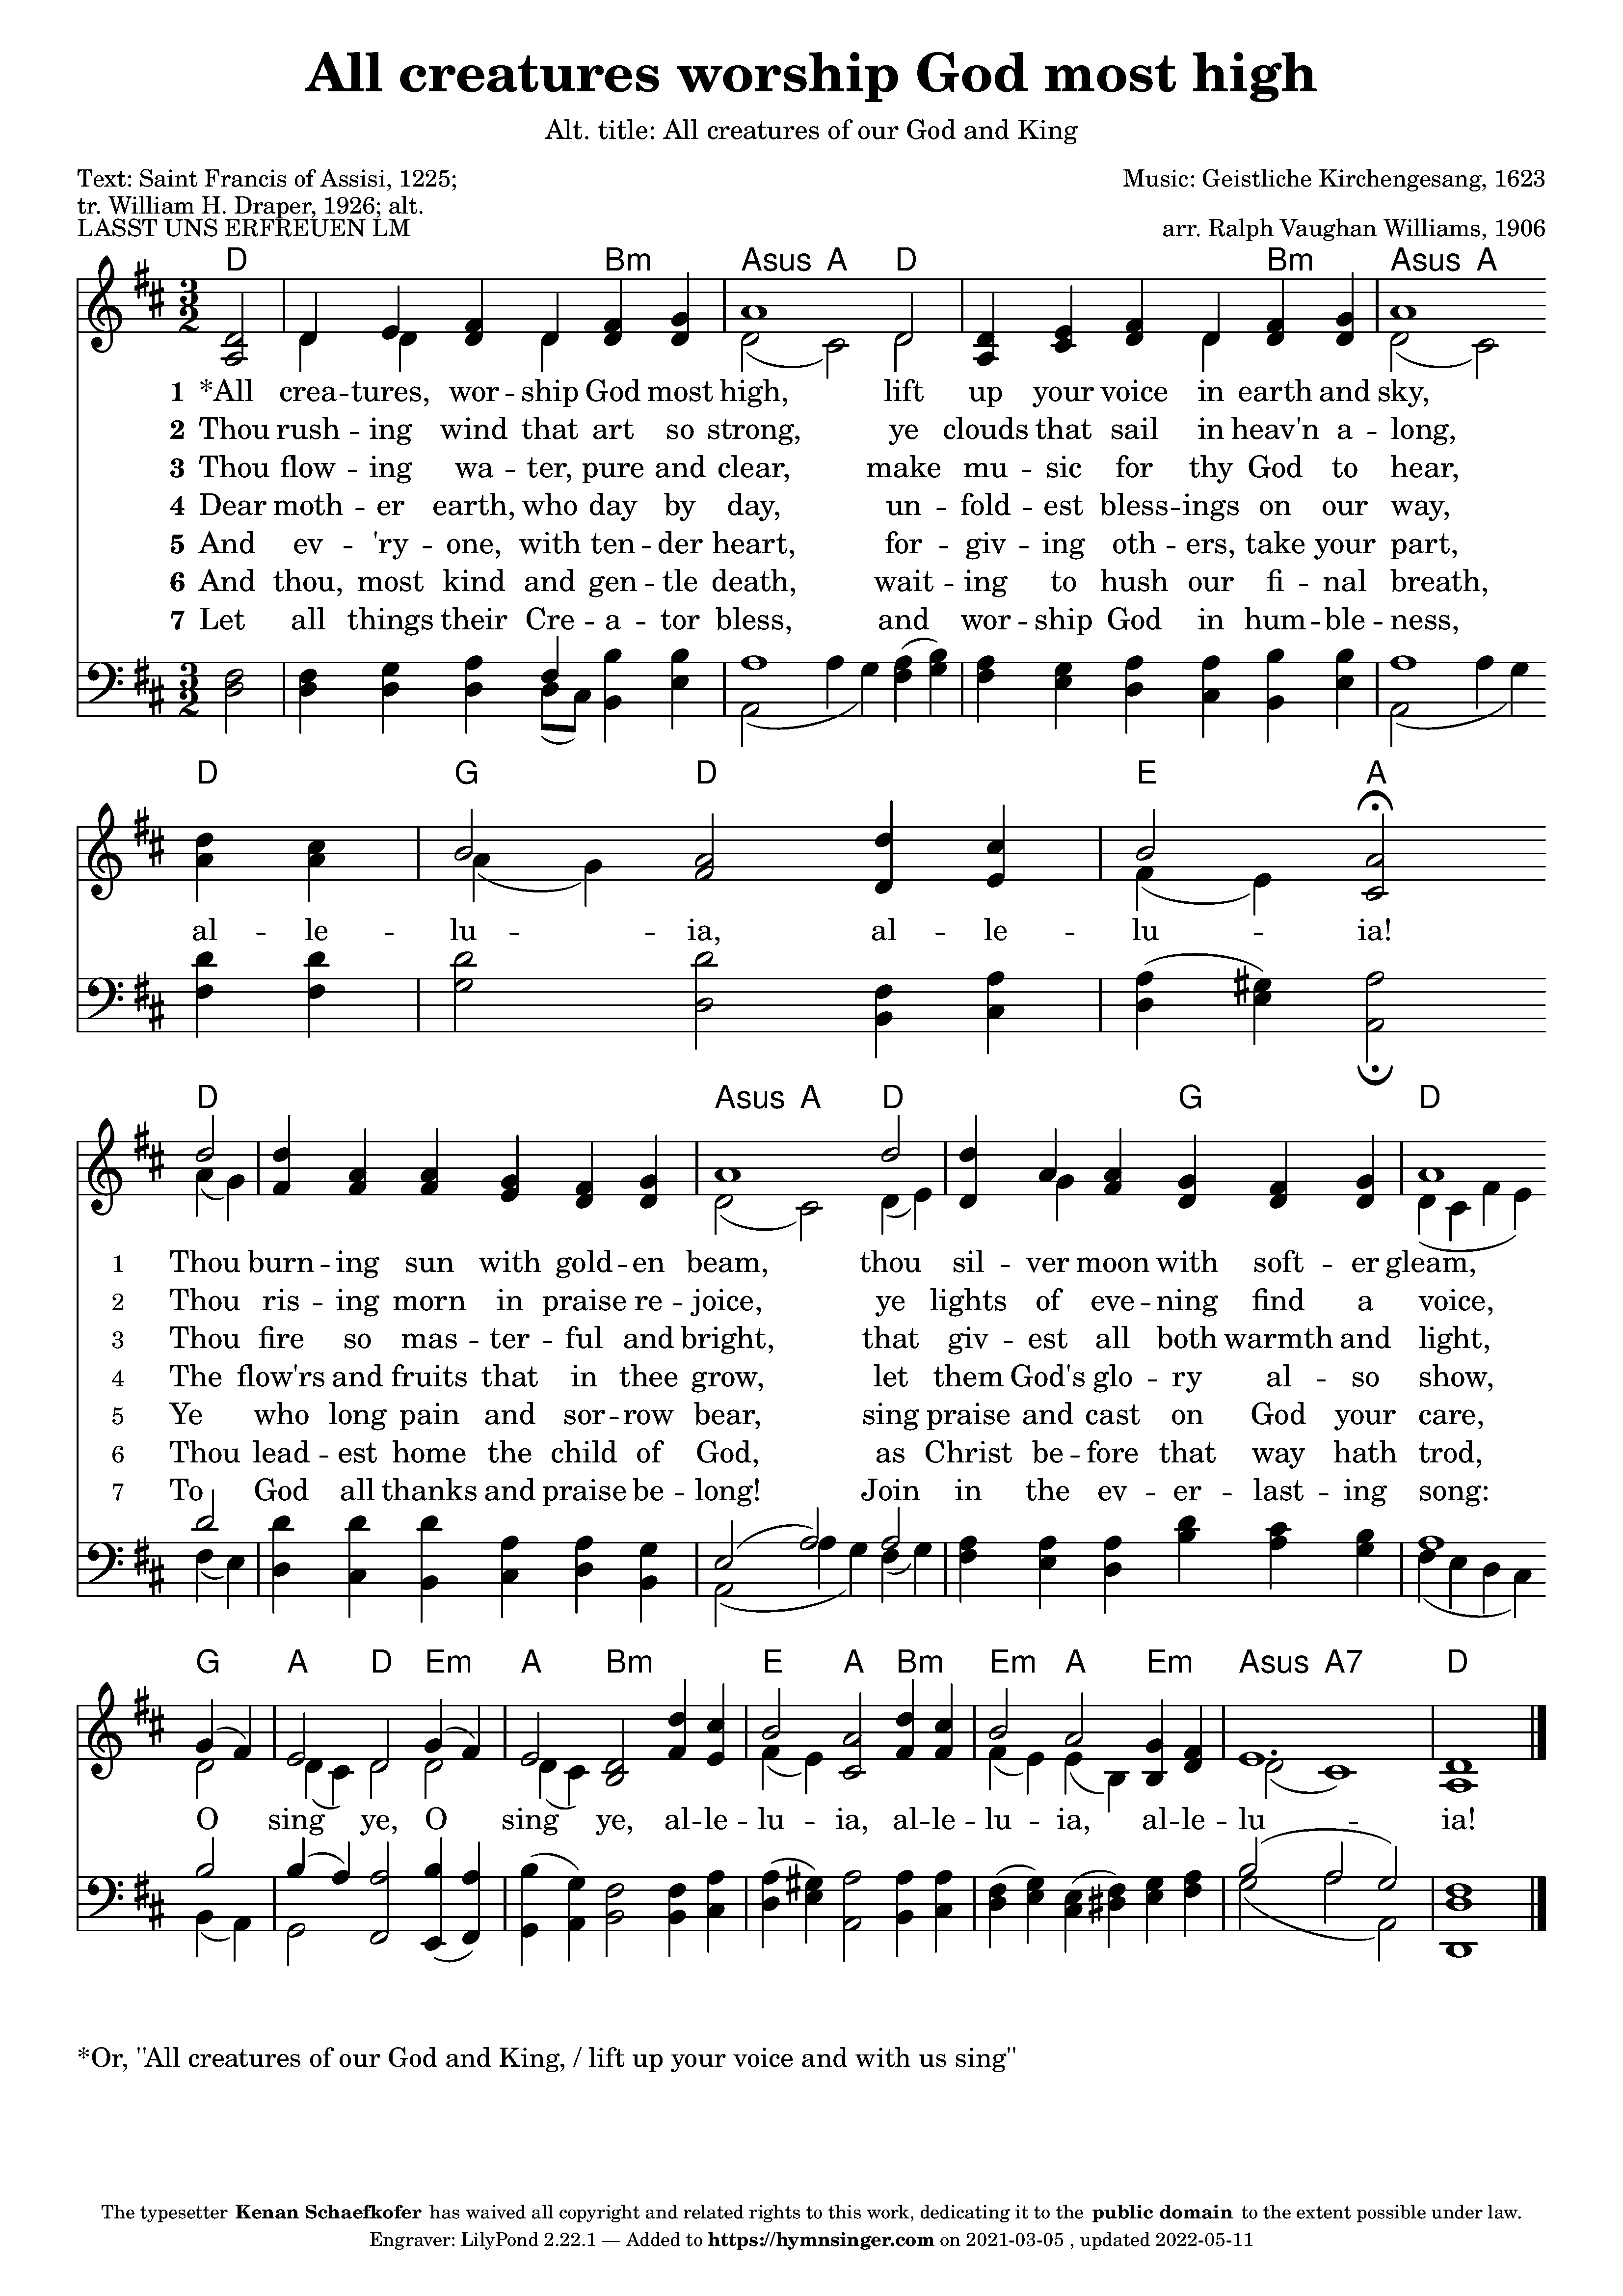 All creatures worship God most high
Alt. title: All creatures of our God and King
Text: Saint Francis of Assisi, 1225;
Music: Geistliche Kirchengesang, 1623
tr. William H. Draper, 1926; alt.
LASST UNS ERFREUEN LM
arr. Ralph Vaughan Williams, 1906
D Bm Asus A D Bm Asus A
1 *All crea -- tures, wor -- ship God most high, lift up your voice in earth and sky,
2 Thou rush -- ing wind that art so strong, ye clouds that sail in heav'n a -- long,
3 Thou flow -- ing wa -- ter, pure and clear, make mu -- sic for thy God to hear,
4 Dear moth -- er earth, who day by day, un -- fold -- est bless -- ings on our way,
5 And ev -- 'ry -- one, with ten -- der heart, for -- giv -- ing oth -- ers, take your part,
6 And thou, most kind and gen -- tle death, wait -- ing to hush our fi -- nal breath,
7 Let all things their Cre -- a -- tor bless, and wor -- ship God in hum -- ble -- ness,
D G D E A
al -- le -- lu -- ia, al -- le -- lu -- ia!
D Asus A D G D
1 Thou burn -- ing sun with gold -- en beam, thou sil -- ver moon with soft -- er gleam,
2 Thou ris -- ing morn in praise re -- joice, ye lights of eve -- ning find a voice,
3 Thou fire so mas -- ter -- ful and bright, that giv -- est all both warmth and light,
4 The flow'rs and fruits that in thee grow, let them God's glo -- ry al -- so show,
5 Ye who long pain and sor -- row bear, sing praise and cast on God your care,
6 Thou lead -- est home the child of God, as Christ be -- fore that way hath trod,
7 To God all thanks and praise be -- long! Join in the ev -- er -- last -- ing song:
G A D Em A Bm E A Bm Em A Em Asus A7 D
O sing ye, O sing ye, al -- le -- lu -- ia, al -- le -- lu -- ia, al -- le -- lu -- ia!
*Or, "All creatures of our God and King, / lift up your voice and with us sing"
The typesetter Kenan Schaefkofer has waived all copyright and related rights to this work, dedicating it to the public domain to the extent possible under law.
Engraver: LilyPond 2.22.1 — Added to https://hymnsinger.com on 2021-03-05 , updated 2022-05-11